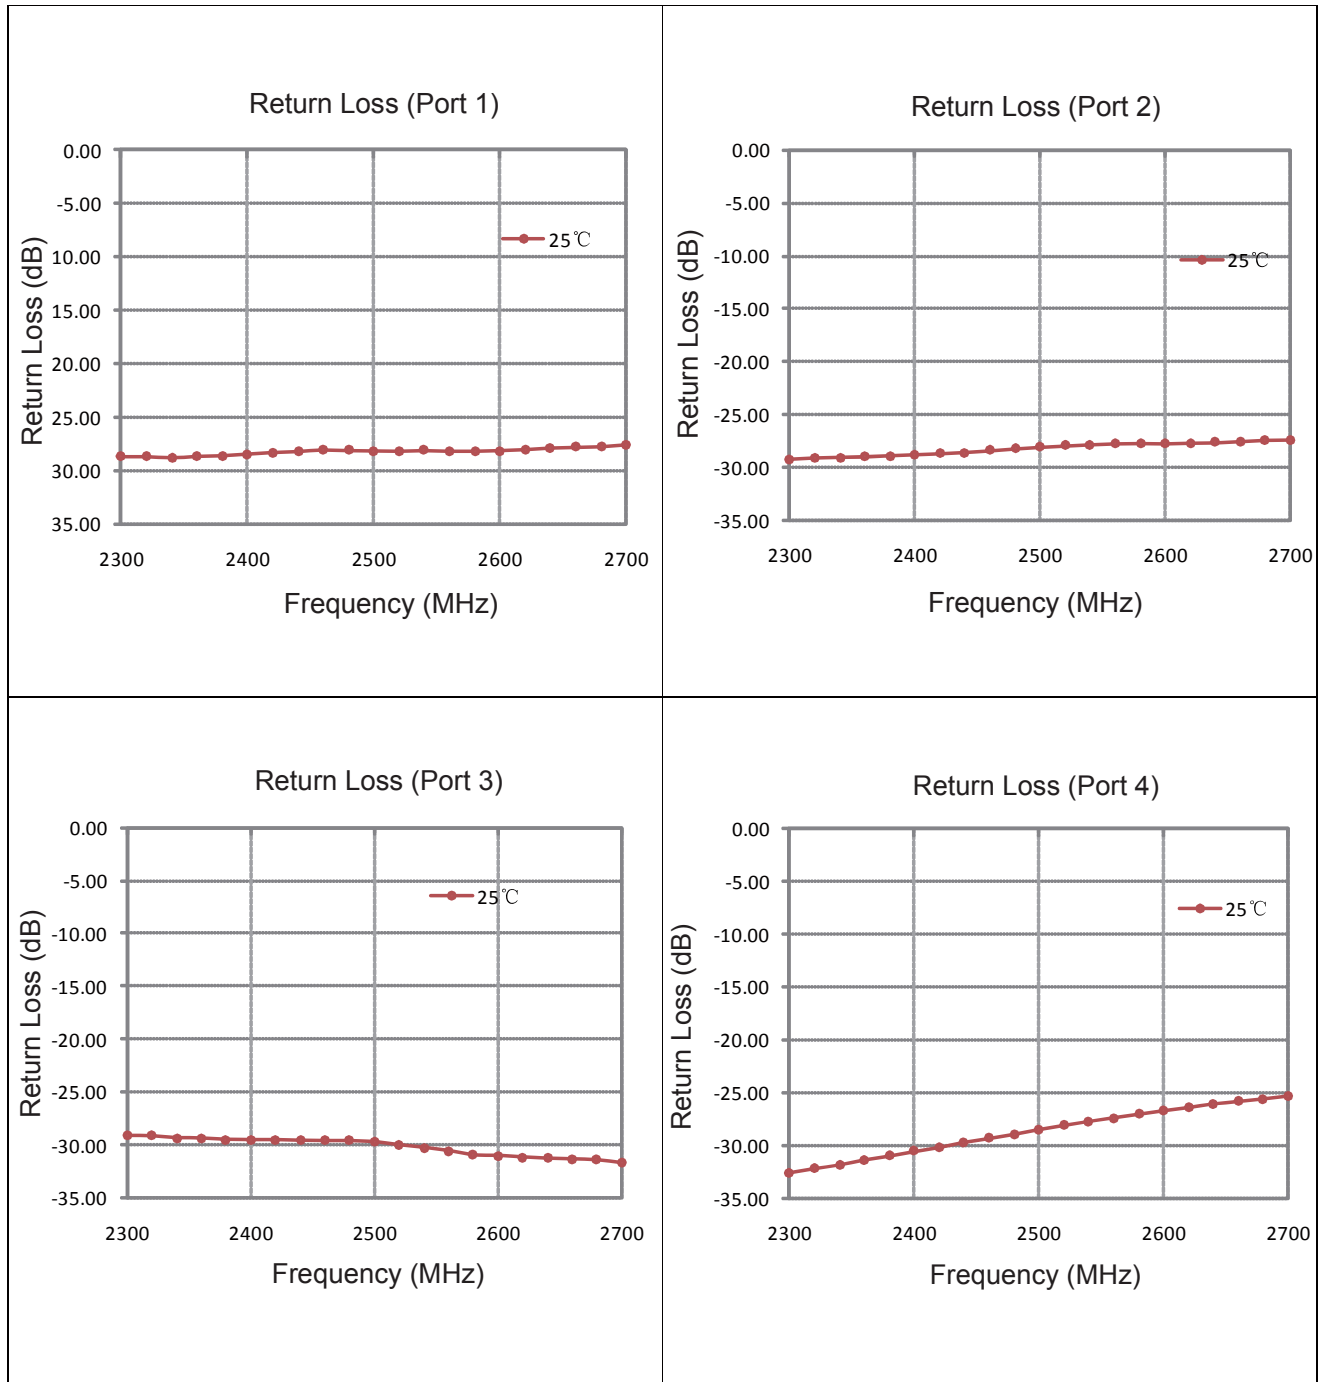 Return Loss (Port 1)
0.00
-5.00
10.00
15.00
20.00
25.00
30.00
35.00
Return Loss (dB)
25℃
2300 2400 2500 2600 2700
Frequency (MHz)
Return Loss (Port 2)
0.00
-5.00
-10.00
-15.00
-20.00
-25.00
-30.00
-35.00
Return Loss (dB)
25℃
2300 2400 2500 2600 2700
Frequency (MHz)
Return Loss (Port 3)
0.00
-5.00
-10.00
-15.00
-20.00
-25.00
-30.00
-35.00
Return Loss (dB)
25℃
2300 2400 2500 2600 2700
Frequency (MHz)
Return Loss (Port 4)
0.00
-5.00
-10.00
-15.00
-20.00
-25.00
-30.00
-35.00
Return Loss (dB)
25℃
2300 2400 2500 2600 2700
Frequency (MHz)